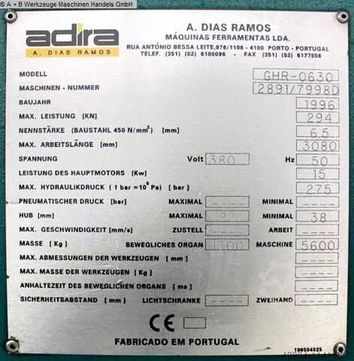 © A + B Werkzeuge Maschinen Handels GmbH
adira
A. DIAS RAMOS
A. DIAS RAMOS
MÁQUINAS FERRAMENTAS LDA.
RUA ANTÓNIO BESSA LEITE,976/1106 - 4100 PORTO - PORTUGAL
TELEF. (351) (02) 6100086 - FAX (351) (02) 6177556
MODELL GHR-0630
MASCHINEN - NUMMER 2891/7998D
BAUJAHR 1996
MAX. LEISTUNG (KN) 294
NENNSTÄRKE (BAUSTAHL 450 N/mm²) (mm) 6.5
MAX. ARBEITSLÄNGE (mm) 3080
SPANNUNG Volt 380 Hz 50
LEISTUNG DES HAUPTMOTORS (Kw) 15
MAX. HYDRAULIKDRUCK (1 bar =10⁵ Pa) (bar) 275
PNEUMATISCHER DRUCK (bar) MAXIMAL --- MINIMAL ---
HUB (mm) MAXIMAL MINIMAL 38
MAX. GESCHWINDIGKEIT (mm/s) ZUSTELL --- ARBEIT ---
MASSE (Kg) BEWEGLICHES ORGAN 1300 MASCHINE 5600
MAX. ABMESSUNGEN DER WERKZEUGEN (mm) ---
MAX. MASSE DER WERKZEUGEN (Kg) ---
ANHALTEZEIT DES BEWEGLICHEN ORGANS (ms) ---
SICHERHEITSABSTAND (mm) LICHTSCHRANKE --- ZWEIHAND ---
CE
FABRICADO EM PORTUGAL